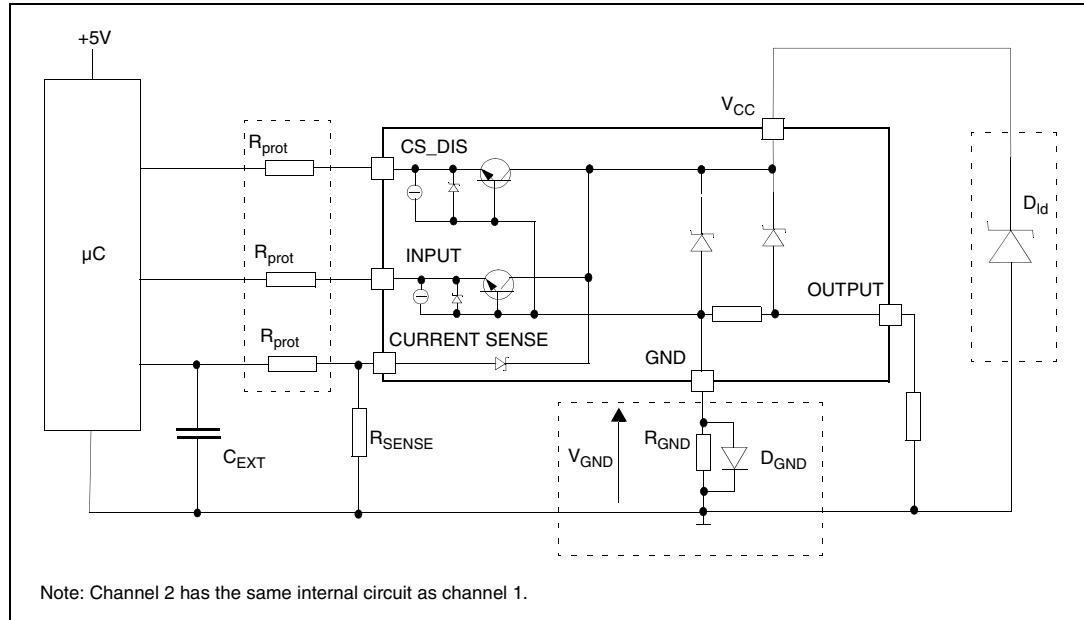 +5V
V_CC
R_prot
CS_DIS
D_ld
µC
R_prot
INPUT
OUTPUT
R_prot
CURRENT SENSE
GND
R_SENSE
C_EXT
V_GND
R_GND
D_GND
Note: Channel 2 has the same internal circuit as channel 1.